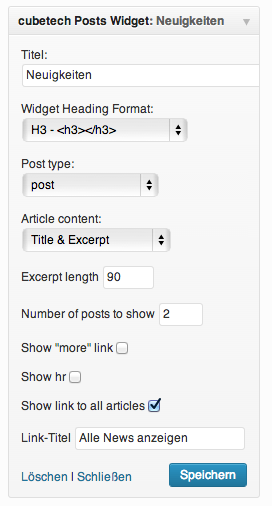 cubetech Posts Widget: Neuigkeiten
Titel:
Neuigkeiten
Widget Heading Format:
H3 - <h3></h3>
Post type:
post
Article content:
Title & Excerpt
Excerpt length 90
Number of posts to show 2
Show "more" link
Show hr
Show link to all articles
Link-Titel Alle News anzeigen
Löschen | Schließen Speichern